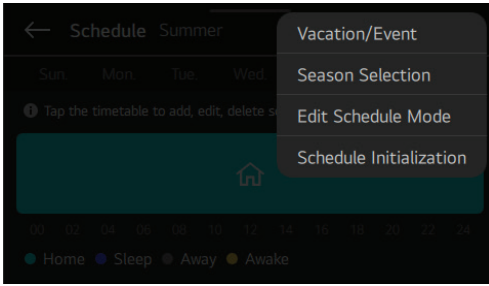 Schedule Summer
Vacation/Event
Sun. Mon. Tue. Wed.
Season Selection
Tap the timetable to add, edit, delete s
Edit Schedule Mode
Schedule Initialization
00 02 04 06 08 10 12 14 16 18 20 22 24
Home Sleep Away Awake